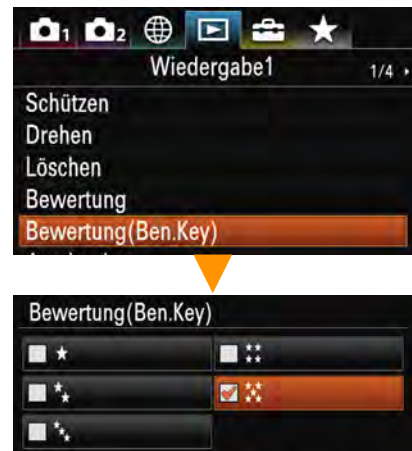 1 2
Wiedergabe1 1/4
Schützen
Drehen
Löschen
Bewertung
Bewertung(Ben.Key)
Bewertung(Ben.Key)